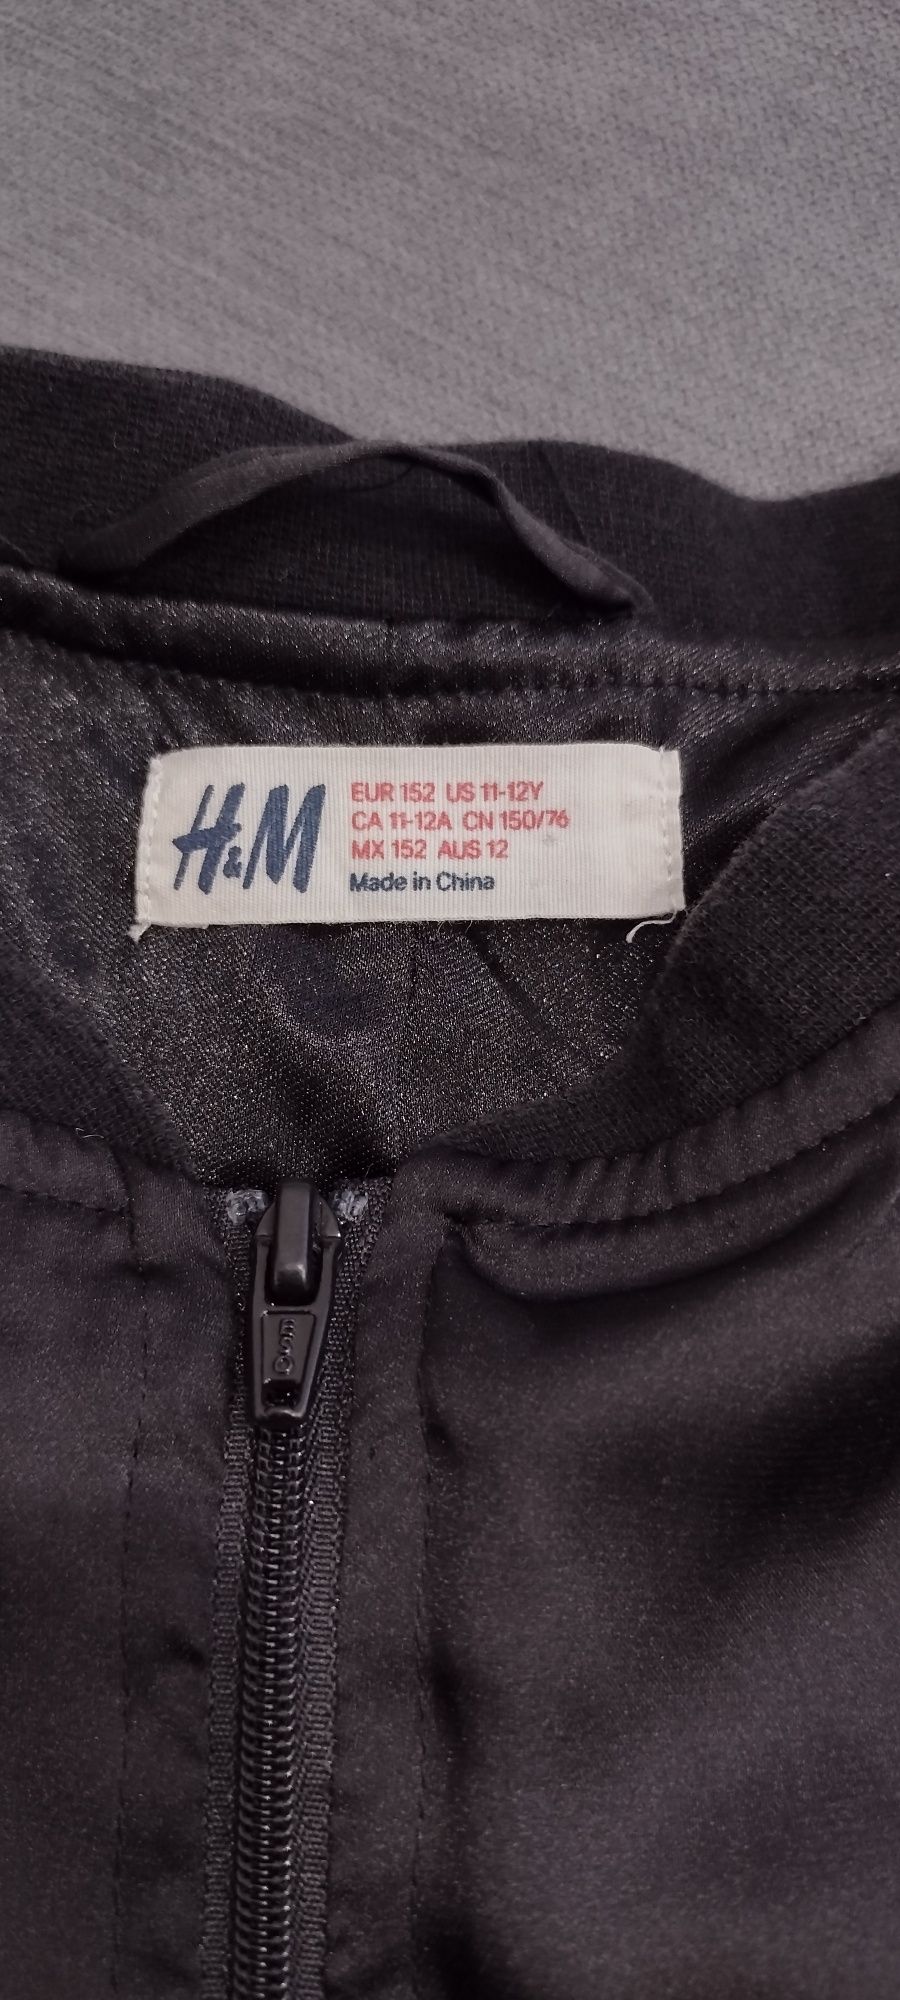 H&M
EUR 152 US 11-12Y
CA 11-12A CN 150/76
MX 152 AUS 12
Made in China